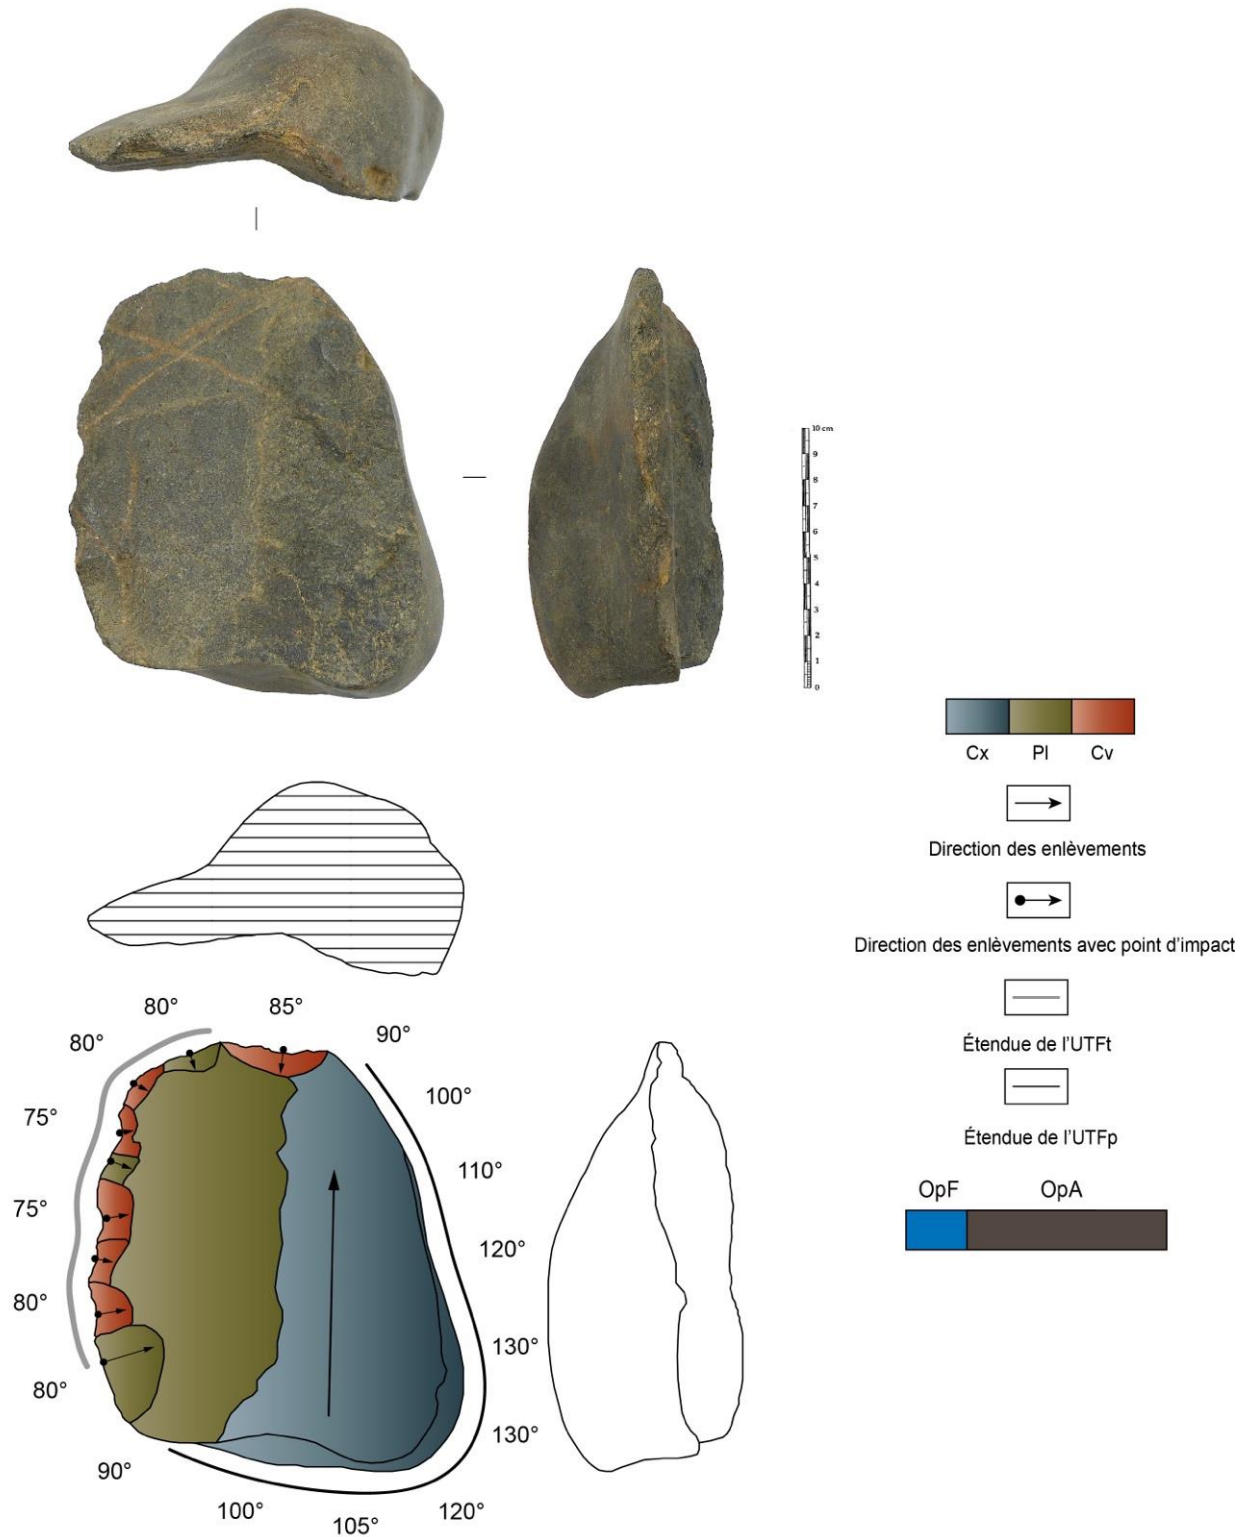 10 cm
9
8
7
6
5
4
3
2
1
0
Cx Pl Cv
Direction des enlèvements
Direction des enlèvements avec point d'impact
Étendue de l'UTFt
Étendue de l'UTFp
OpF OpA
80° 85°
80° 90°
100°
75°
110°
75°
120°
80°
130°
80°
130°
90°
100° 105° 120°